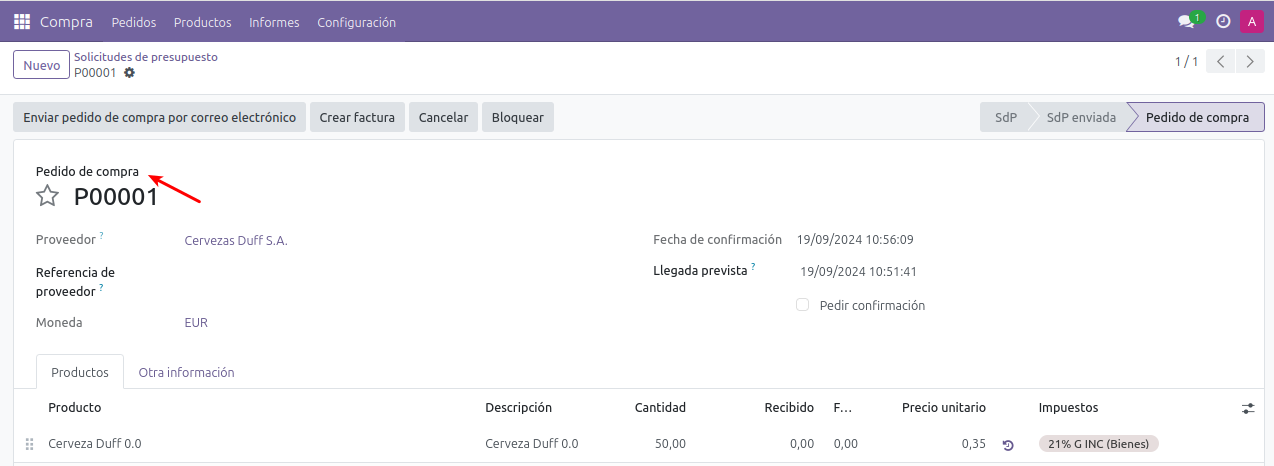 Compra Pedidos Productos Informes Configuración 1 A
Nuevo Solicitudes de presupuesto
P00001
1 / 1
Enviar pedido de compra por correo electrónico Crear factura Cancelar Bloquear SdP SdP enviada Pedido de compra
Pedido de compra
P00001
Proveedor ? Cervezas Duff S.A.
Fecha de confirmación 19/09/2024 10:56:09
Referencia de
proveedor ?
Llegada prevista ? 19/09/2024 10:51:41
Pedir confirmación
Moneda EUR
Productos Otra información
Producto Descripción Cantidad Recibido F... Precio unitario Impuestos
Cerveza Duff 0.0 Cerveza Duff 0.0 50,00 0,00 0,00 0,35 21% G INC (Bienes)